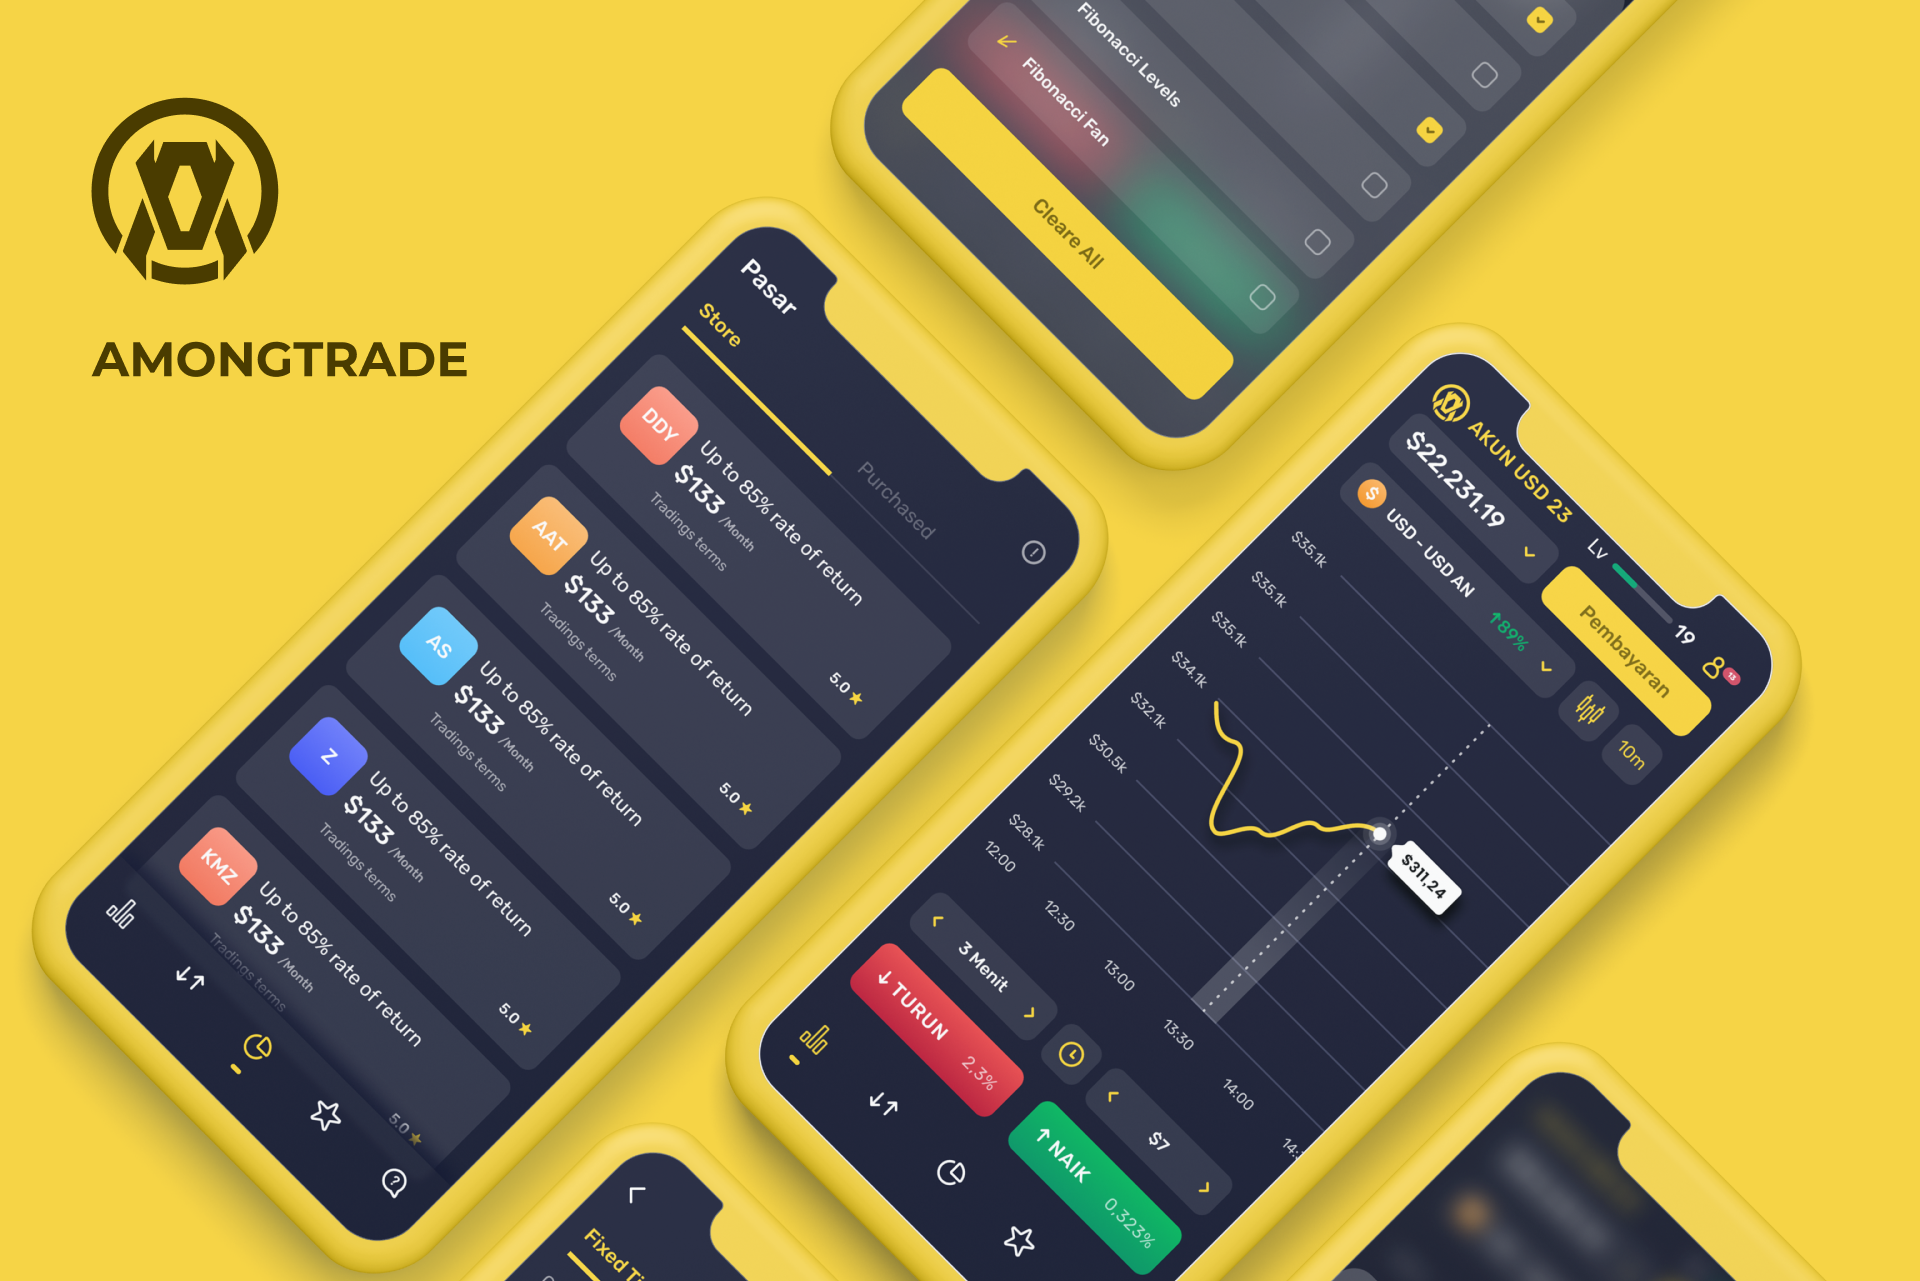 AMONGTRADE
Pasar
Store
Purchased
DDY
Up to 85% rate of return
$133 /Month
Tradings terms
5.0
AAT
Up to 85% rate of return
$133 /Month
Tradings terms
5.0
AS
Up to 85% rate of return
$133 /Month
Tradings terms
5.0
Z
Up to 85% rate of return
$133 /Month
Tradings terms
5.0
KMZ
Up to 85% rate of return
$133 /Month
Tradings terms
5.0
Fibonacci Levels
Fibonacci Fan
Cleare All
AKUN USD 23
Lv
19
13
$22,231.19
Pembayaran
$
USD - USD AN
89%
10m
$35.1k
$35.1k
$35.1k
$34.1k
$32.1k
$30.5k
$29.2k
$28.1k
$311,24
12:00
12:30
13:00
13:30
14:00
3 Menit
$7
TURUN
2,3%
NAIK
0,323%